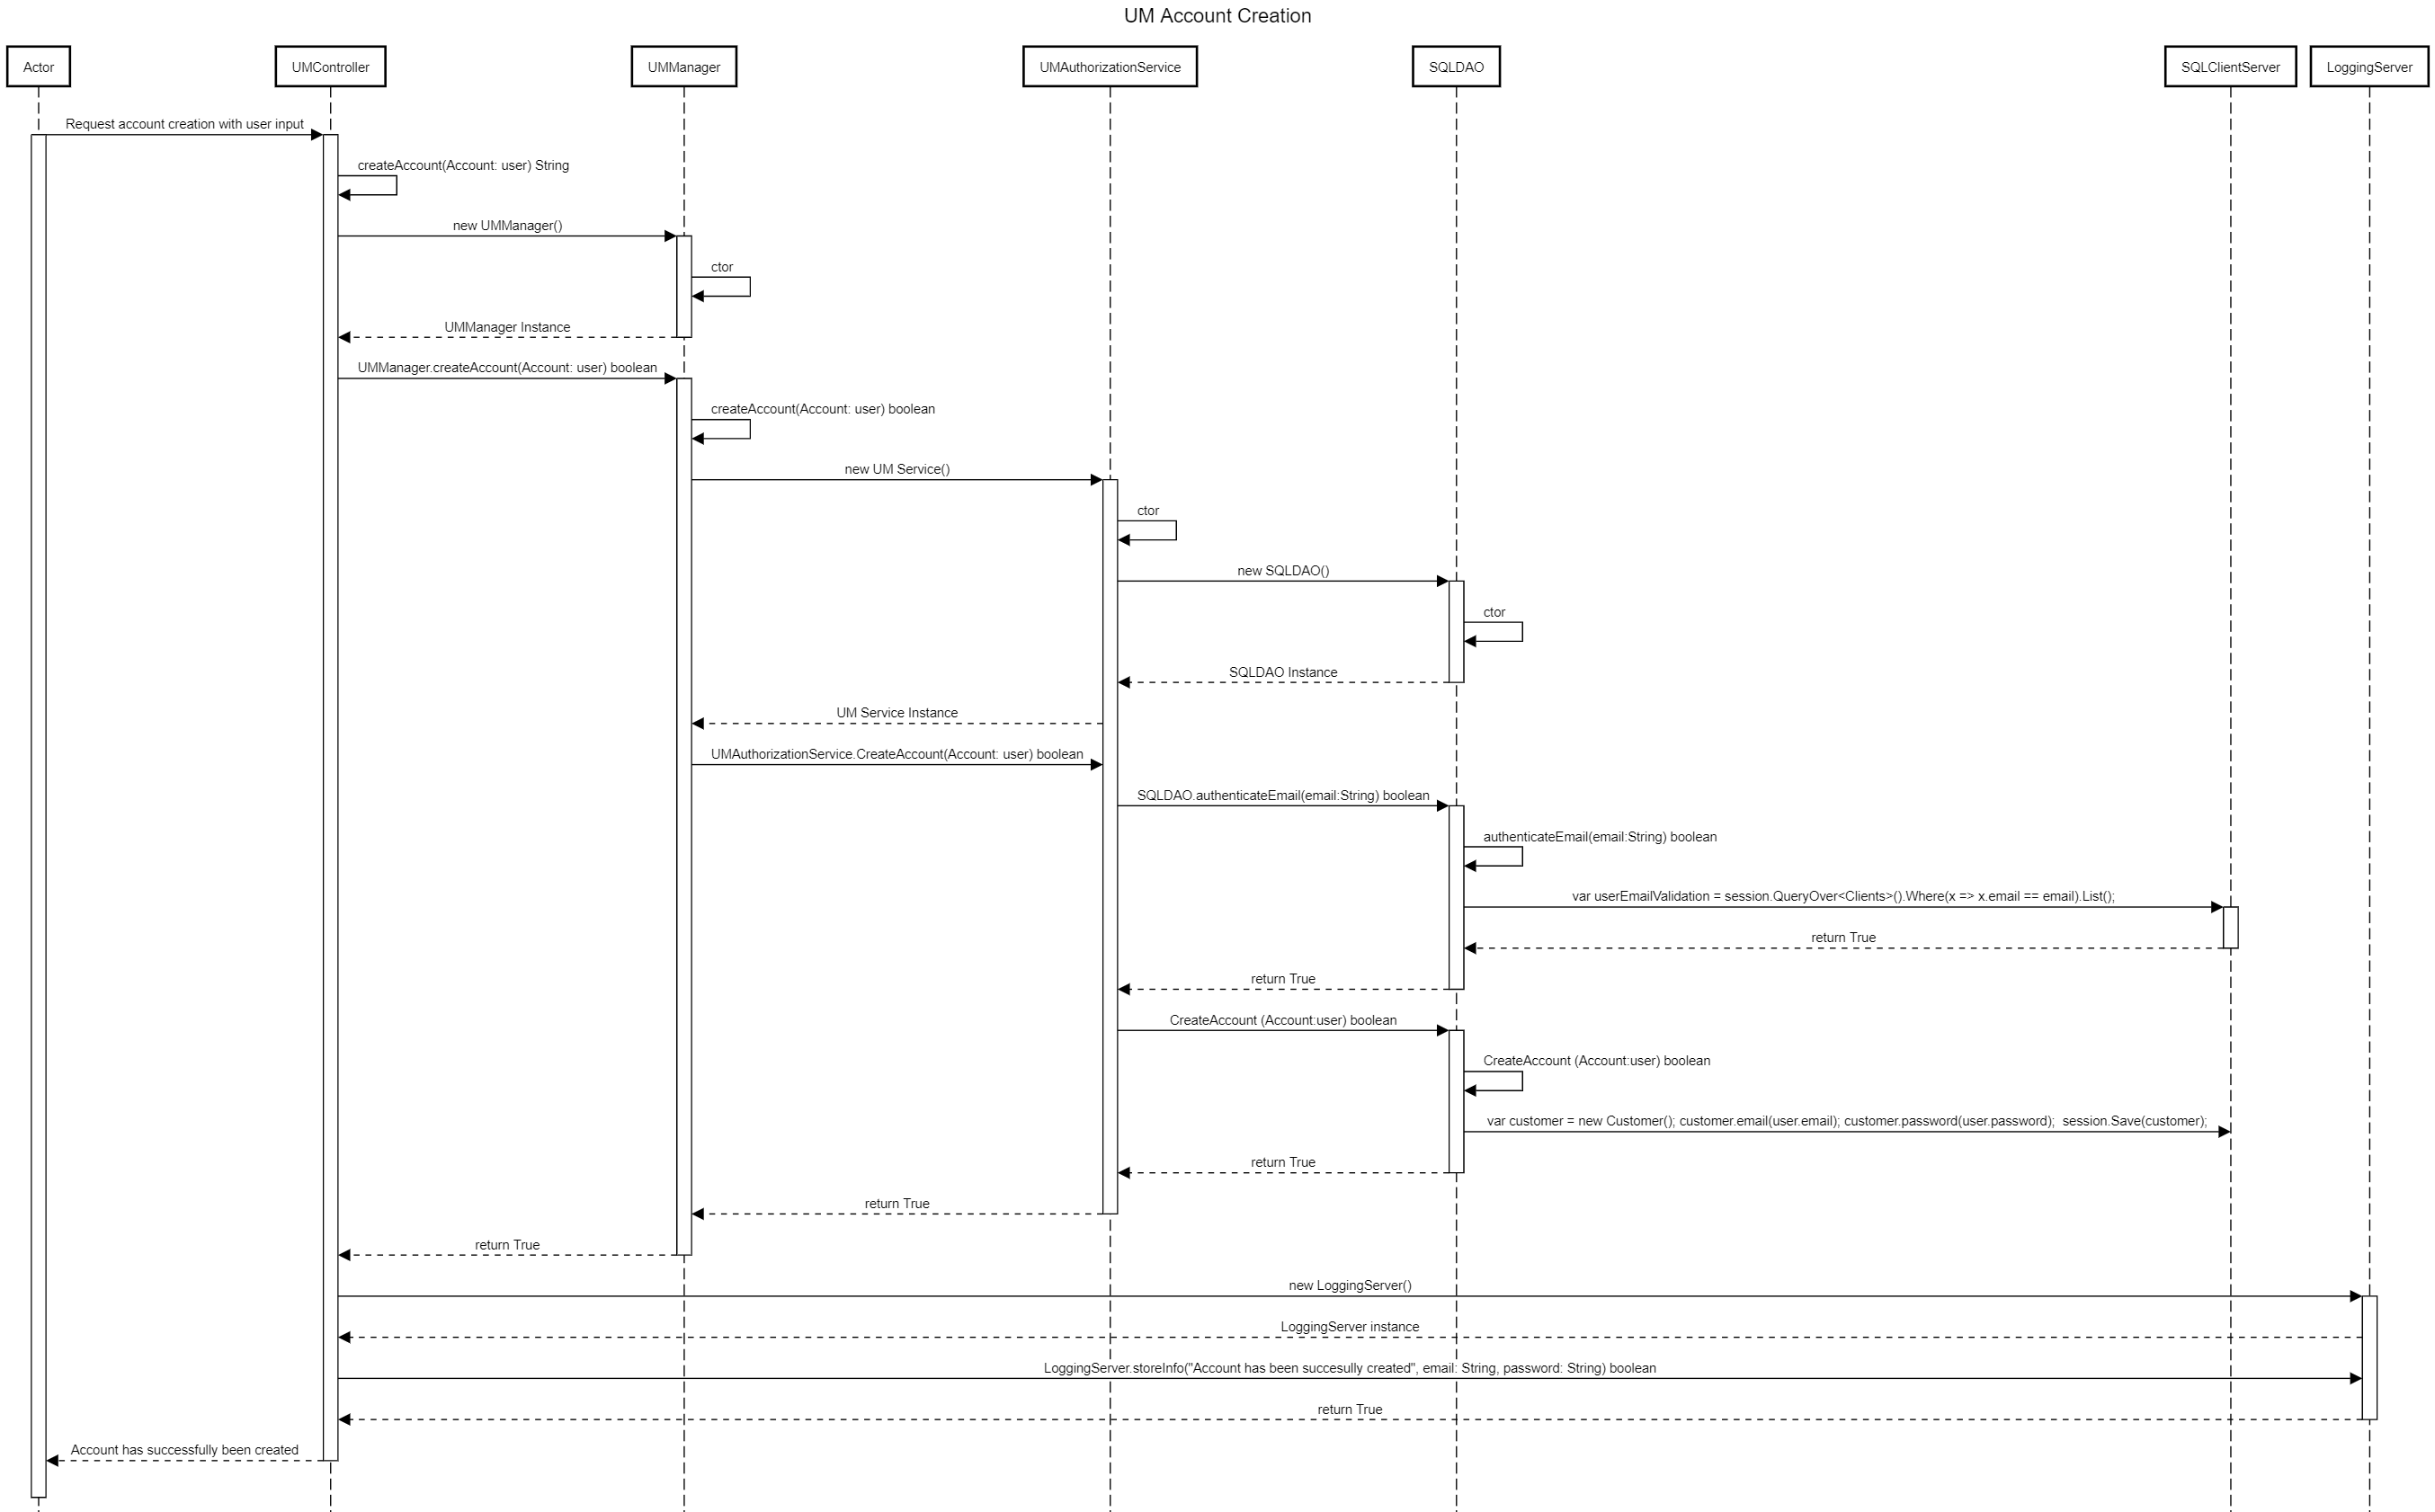 UM Account Creation
Actor
UMController
UMManager
UMAuthorizationService
SQLDAO
SQLClientServer
LoggingServer
Request account creation with user input
createAccount(Account: user) String
new UMManager()
ctor
UMManager Instance
UMManager.createAccount(Account: user) boolean
createAccount(Account: user) boolean
new UM Service()
ctor
new SQLDAO()
ctor
SQLDAO Instance
UM Service Instance
UMAuthorizationService.CreateAccount(Account: user) boolean
SQLDAO.authenticateEmail(email:String) boolean
authenticateEmail(email:String) boolean
var userEmailValidation = session.QueryOver<Clients>().Where(x => x.email == email).List();
return True
return True
CreateAccount (Account:user) boolean
CreateAccount (Account:user) boolean
var customer = new Customer(); customer.email(user.email); customer.password(user.password);  session.Save(customer);
return True
return True
return True
new LoggingServer()
LoggingServer instance
LoggingServer.storeInfo("Account has been succesully created", email: String, password: String) boolean
return True
Account has successfully been created